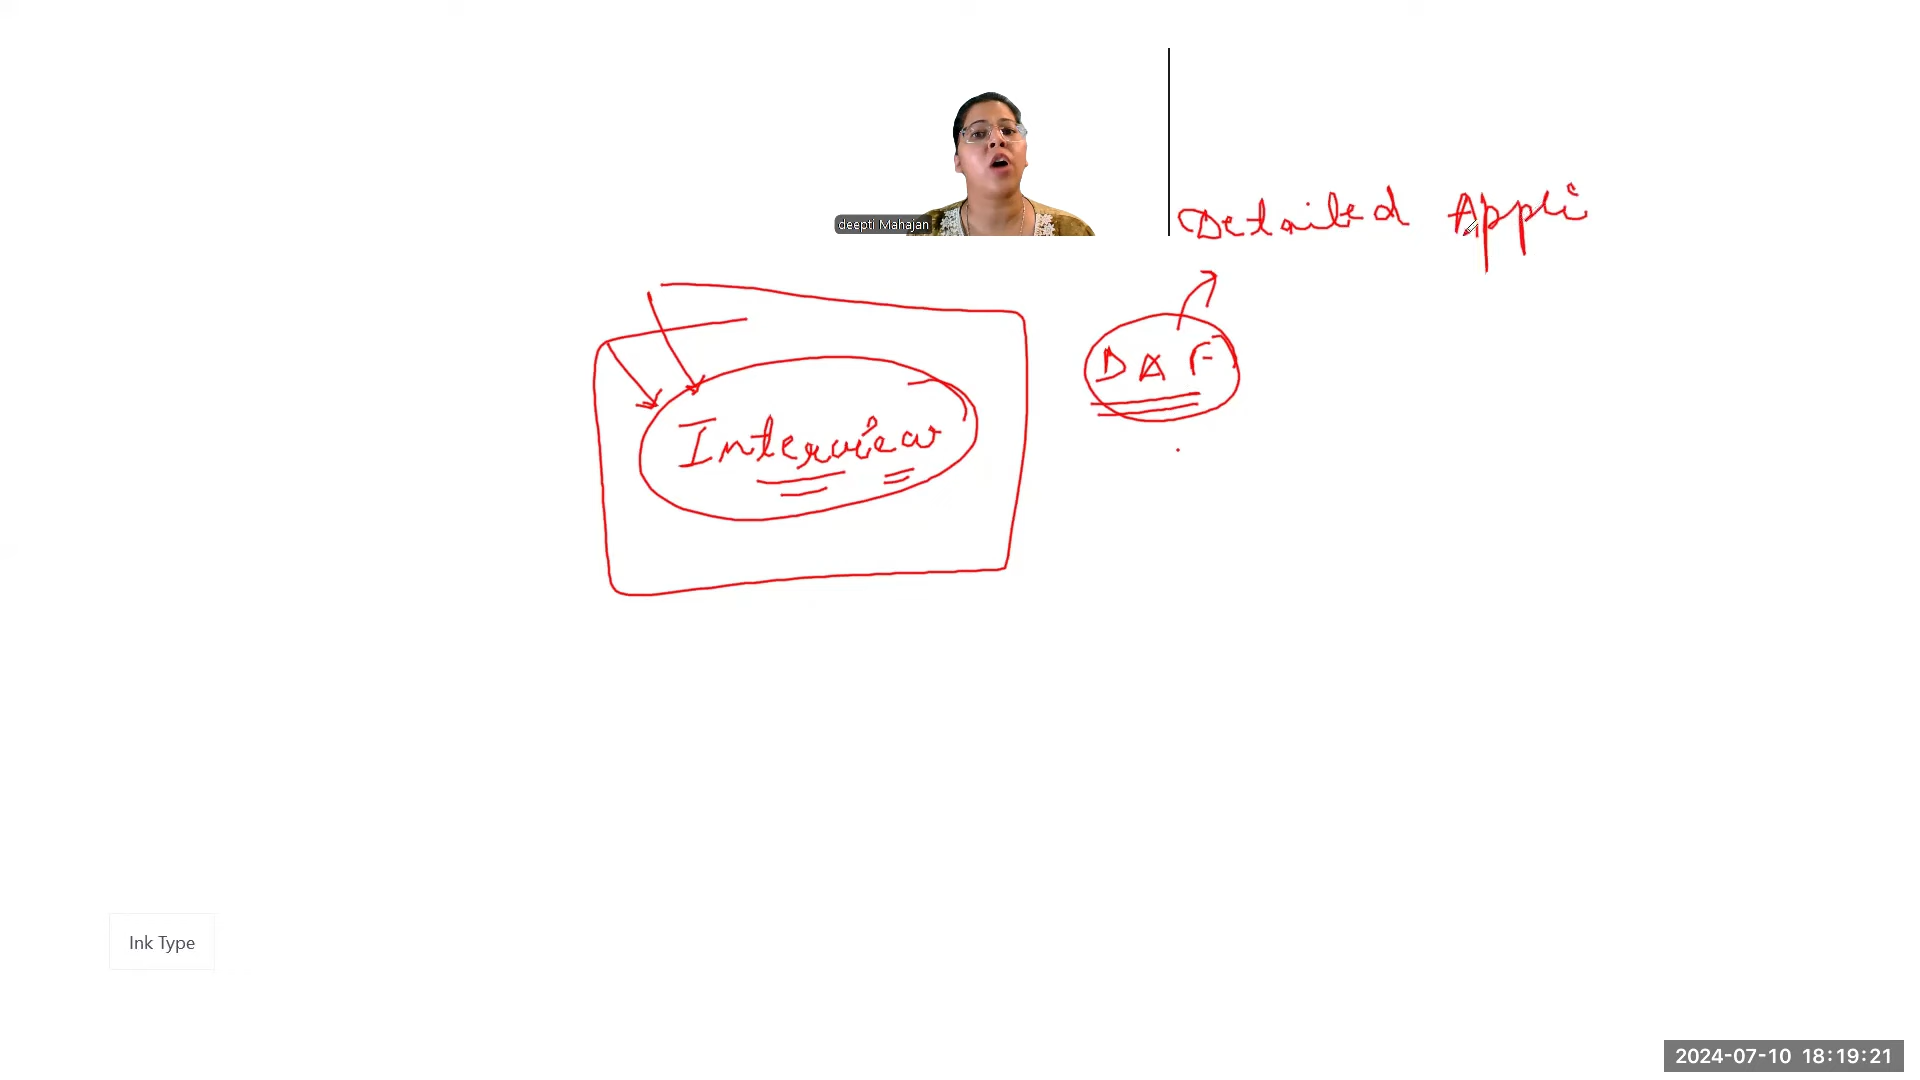 deepti Mahajan
Detailed Appli
DAF
Interview
Ink Type
2024-07-10 18:19:21